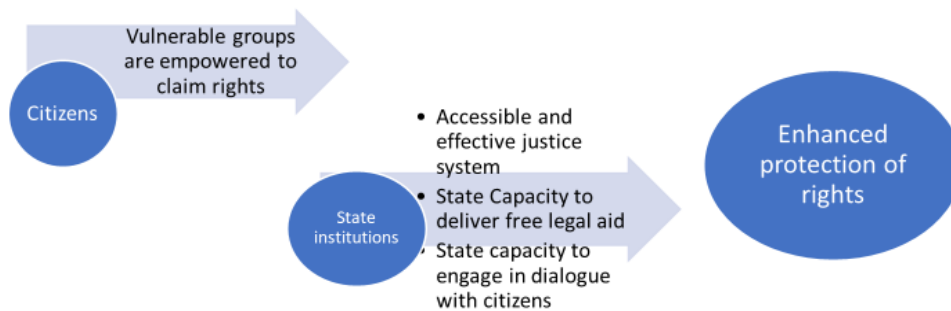 Vulnerable groups
are empowered to
claim rights
Citizens
• Accessible and
effective justice
system
• State Capacity to
deliver free legal aid
• State capacity to
engage in dialogue
with citizens
State
institutions
Enhanced
protection of
rights